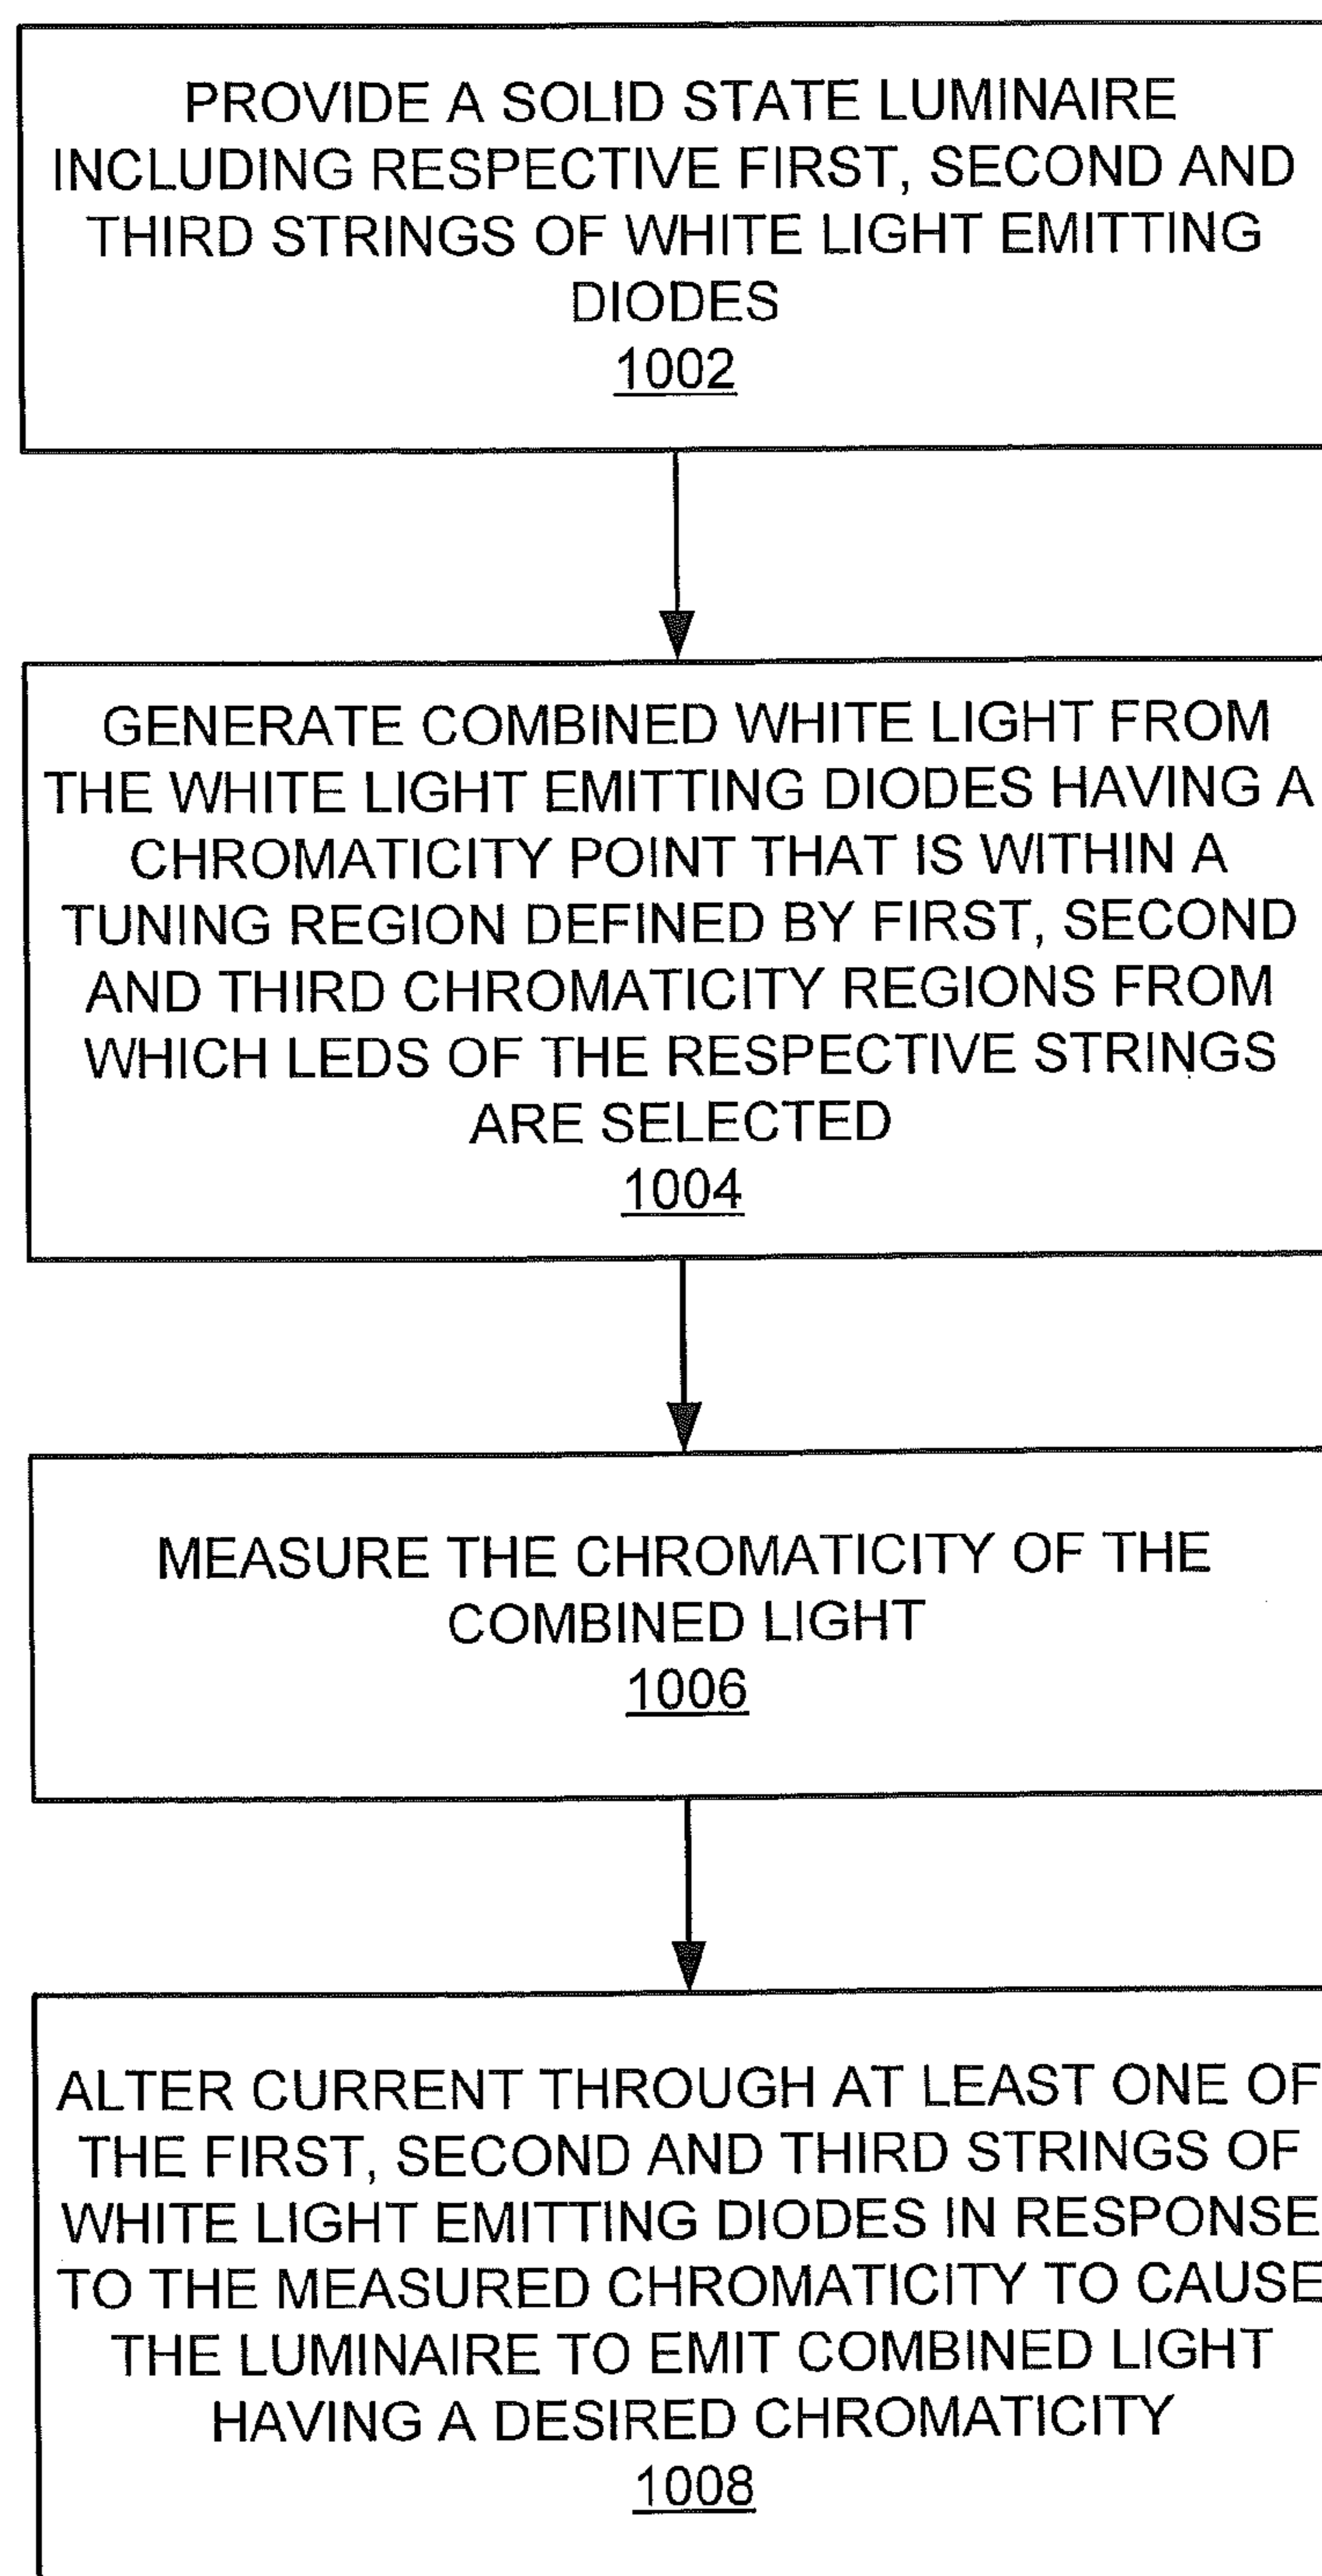 PROVIDE A SOLID STATE LUMINAIRE
INCLUDING RESPECTIVE FIRST, SECOND AND
THIRD STRINGS OF WHITE LIGHT EMITTING
DIODES
1002
GENERATE COMBINED WHITE LIGHT FROM
THE WHITE LIGHT EMITTING DIODES HAVING A
CHROMATICITY POINT THAT IS WITHIN A
TUNING REGION DEFINED BY FIRST, SECOND
AND THIRD CHROMATICITY REGIONS FROM
WHICH LEDS OF THE RESPECTIVE STRINGS
ARE SELECTED
1004
MEASURE THE CHROMATICITY OF THE
COMBINED LIGHT
1006
ALTER CURRENT THROUGH AT LEAST ONE OF
THE FIRST, SECOND AND THIRD STRINGS OF
WHITE LIGHT EMITTING DIODES IN RESPONSE
TO THE MEASURED CHROMATICITY TO CAUSE
THE LUMINAIRE TO EMIT COMBINED LIGHT
HAVING A DESIRED CHROMATICITY
1008